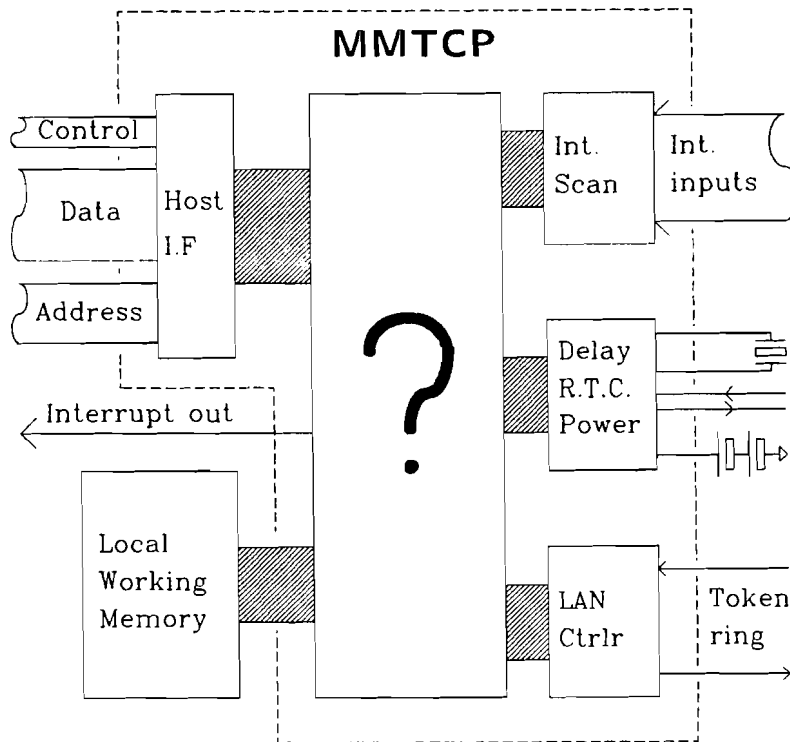 MMTCP
Control
Data
Address
Host
I.F
Int.
Scan
Int.
inputs
?
Delay
R.T.C.
Power
Interrupt out
Local
Working
Memory
LAN
Ctrlr
Token
ring